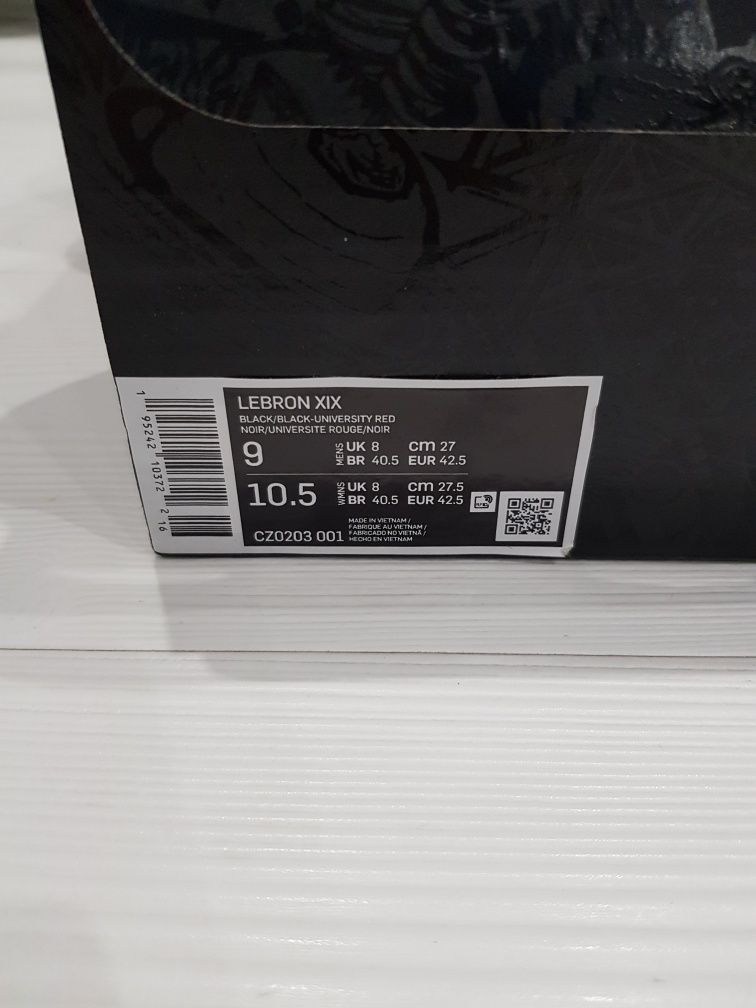 LEBRON XIX
BLACK/BLACK-UNIVERSITY RED
NOIR/UNIVERSITE ROUGE/NOIR
9 MENS UK 8 cm 27
BR 40.5 EUR 42.5
10.5 WMNS UK 8 cm 27.5
BR 40.5 EUR 42.5
CZ0203 001
MADE IN VIETNAM /
FABRIQUE AU VIETNAM /
FABRICADO NO VIETNÃ /
HECHO EN VIETNAM
1 95242 10372 2 16